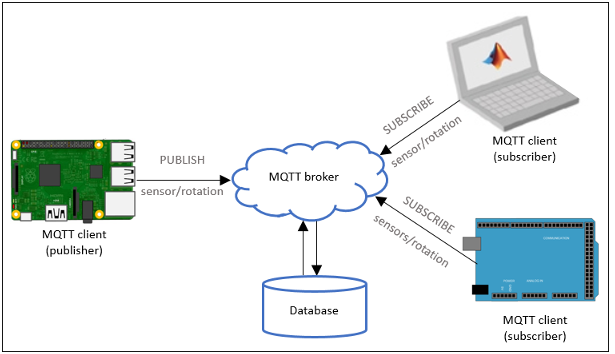 MQTT client
(subscriber)
SUBSCRIBE
sensor/rotation
PUBLISH
sensor/rotation
MQTT broker
MQTT client
(publisher)
SUBSCRIBE
sensors/rotation
Database
MQTT client
(subscriber)